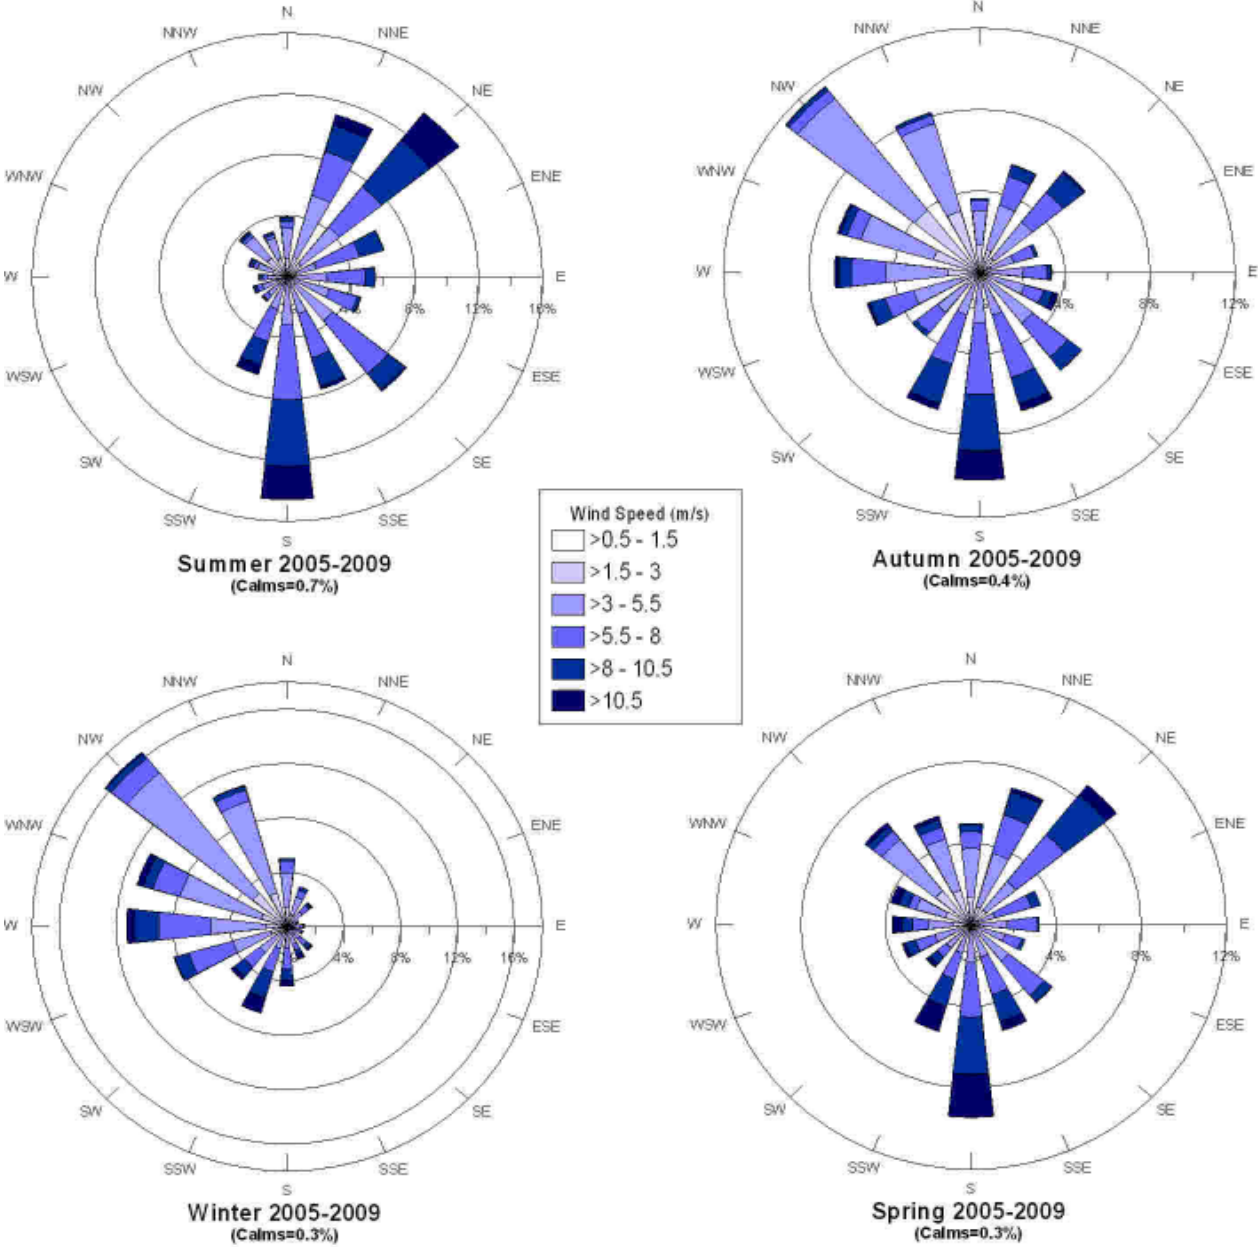 N
NNW NNE
NW NE
WNW ENE
W E
4% 8% 12% 16%
WSW ESE
SW SE
SSW SSE
S
Summer 2005-2009
(Calms=0.7%)
N
NNW NNE
NW NE
WNW ENE
W E
4% 8% 12%
WSW ESE
SW SE
SSW SSE
S
Autumn 2005-2009
(Calms=0.4%)
Wind Speed (m/s)
>0.5 - 1.5
>1.5 - 3
>3 - 5.5
>5.5 - 8
>8 - 10.5
>10.5
N
NNW NNE
NW NE
WNW ENE
W E
4% 8% 12% 16%
WSW ESE
SW SE
SSW SSE
S
Winter 2005-2009
(Calms=0.3%)
N
NNW NNE
NW NE
WNW ENE
W E
4% 8% 12%
WSW ESE
SW SE
SSW SSE
S
Spring 2005-2009
(Calms=0.3%)